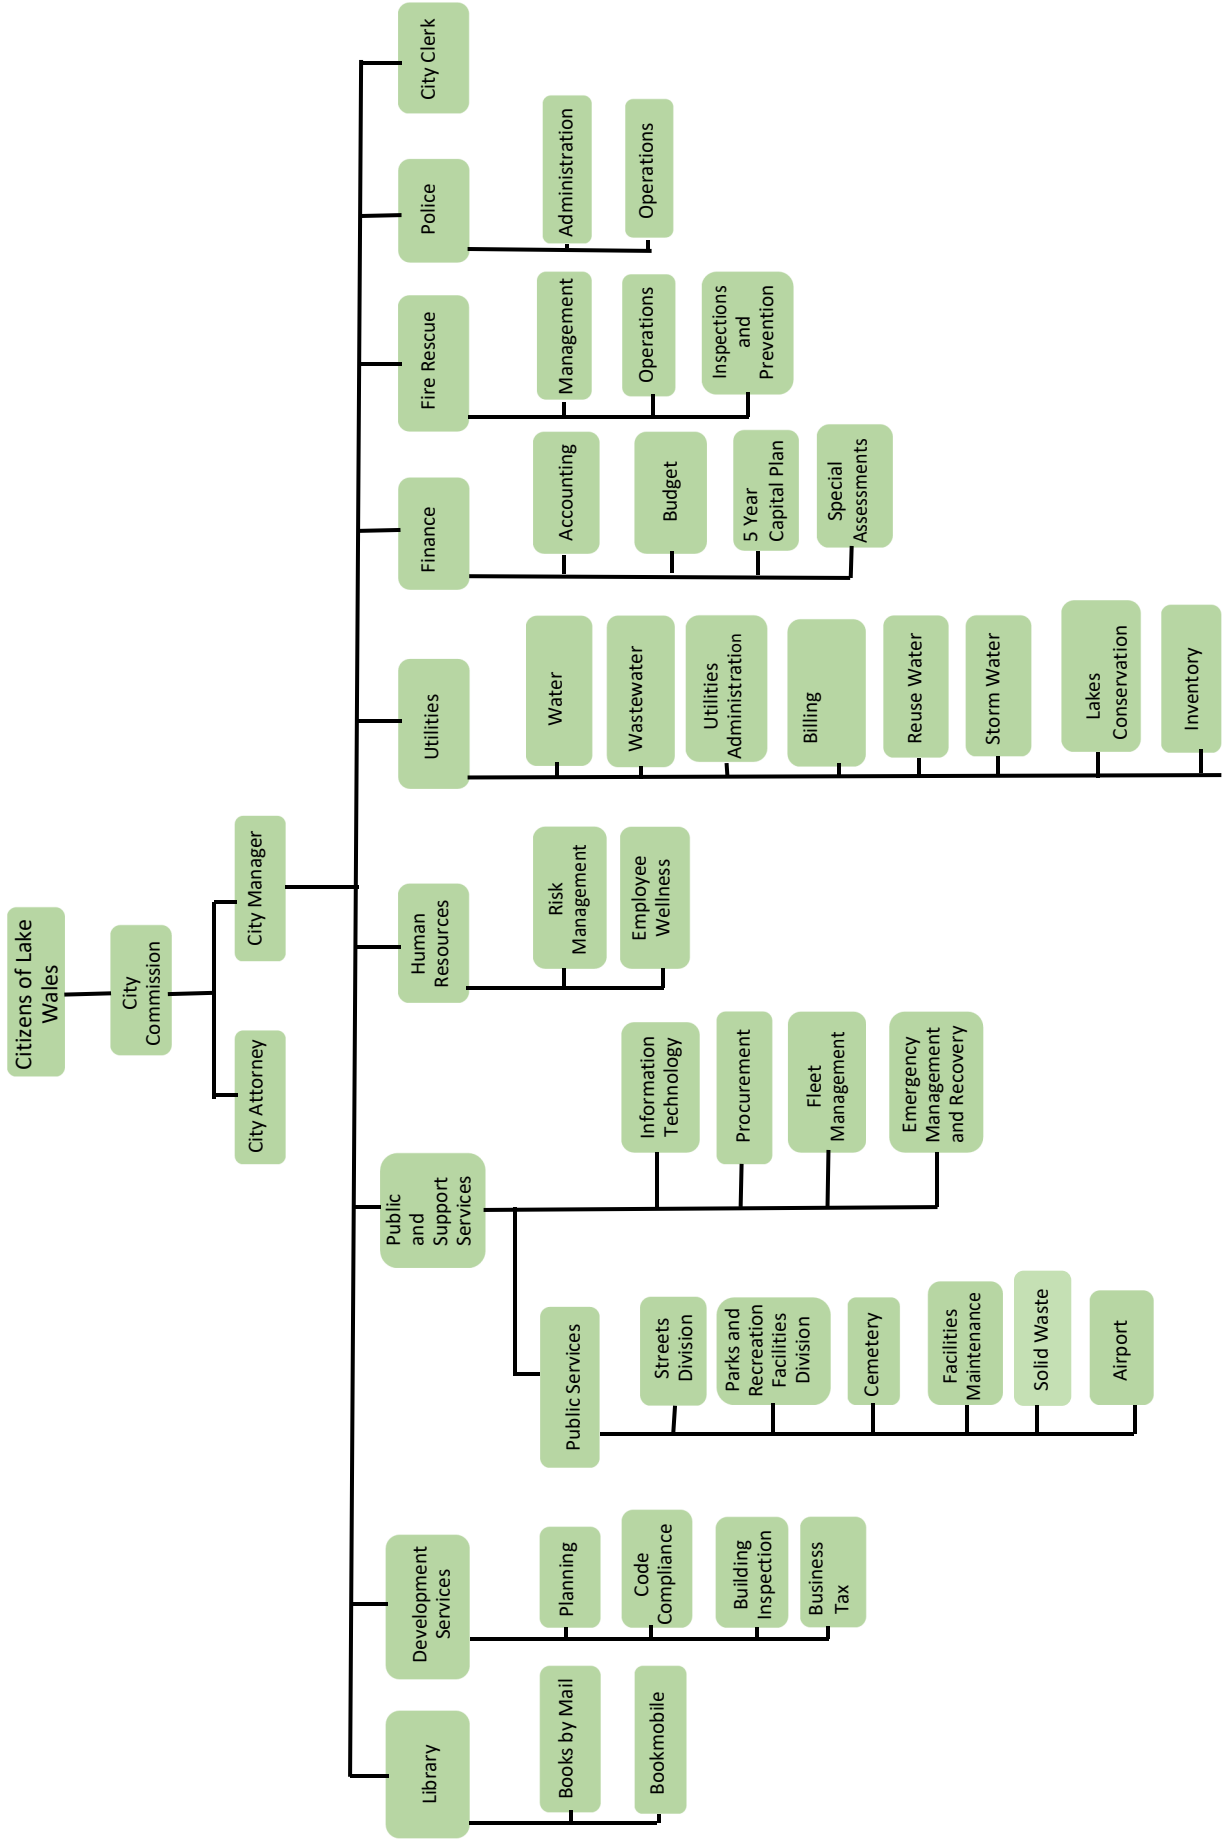 Citizens of Lake
Wales
City
Commission
City Attorney
City Manager
Library
Books by Mail
Bookmobile
Development
Services
Planning
Code
Compliance
Building
Inspection
Business
Tax
Public
and
Support
Services
Public Services
Streets
Division
Parks and
Recreation
Facilities
Division
Cemetery
Facilities
Maintenance
Solid Waste
Airport
Information
Technology
Procurement
Fleet
Management
Emergency
Management
and Recovery
Human
Resources
Risk
Management
Employee
Wellness
Utilities
Water
Wastewater
Utilities
Administration
Billing
Reuse Water
Storm Water
Lakes
Conservation
Inventory
Finance
Accounting
Budget
5 Year
Capital Plan
Special
Assessments
Fire Rescue
Management
Operations
Inspections
and
Prevention
Police
Administration
Operations
City Clerk